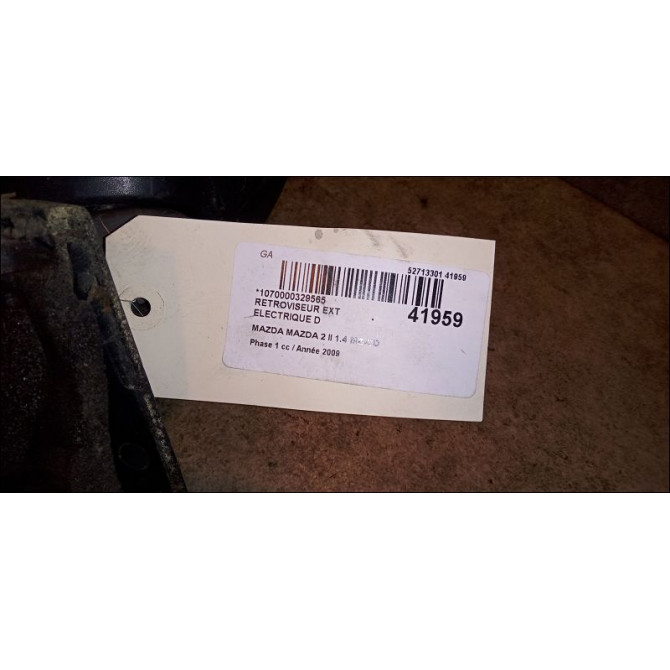 GA
52713301 41959
*1070000329565
RETROVISEUR EXT
ELECTRIQUE D
41959
MAZDA MAZDA 2 II 1.4
Phase 1 cc / Année 2009